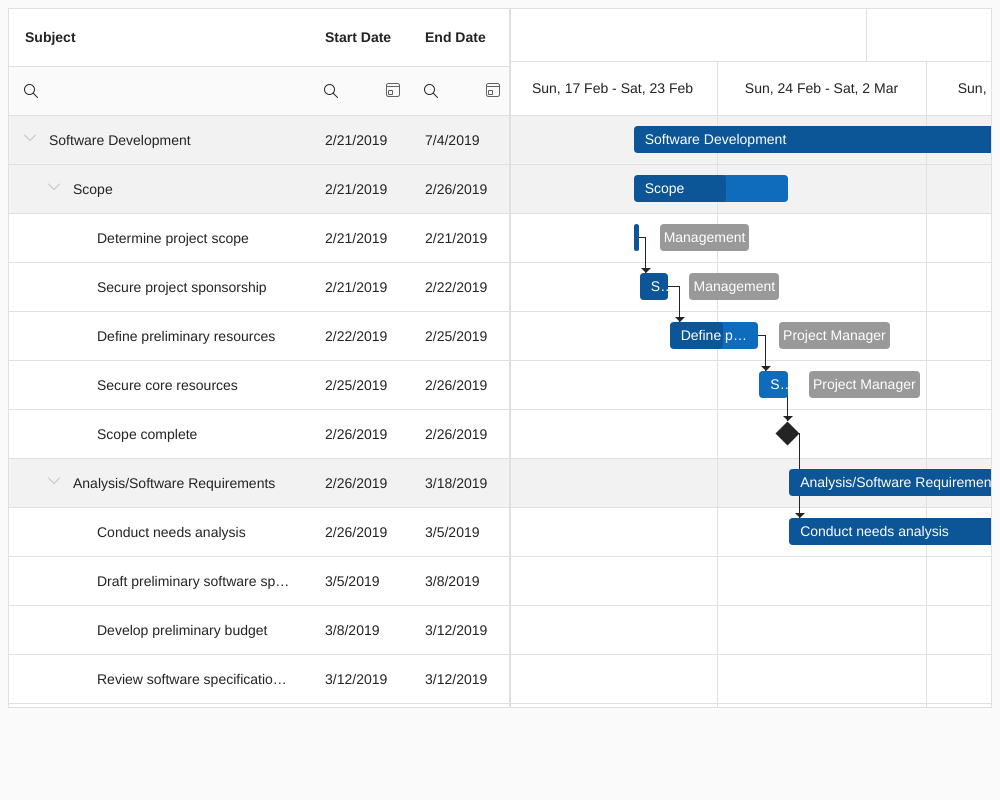 Subject Start Date End Date
Sun, 17 Feb - Sat, 23 Feb Sun, 24 Feb - Sat, 2 Mar Sun,
Software Development 2/21/2019 7/4/2019 Software Development
Scope 2/21/2019 2/26/2019 Scope
Determine project scope 2/21/2019 2/21/2019 Management
Secure project sponsorship 2/21/2019 2/22/2019 S… Management
Define preliminary resources 2/22/2019 2/25/2019 Define p… Project Manager
Secure core resources 2/25/2019 2/26/2019 S… Project Manager
Scope complete 2/26/2019 2/26/2019
Analysis/Software Requirements 2/26/2019 3/18/2019 Analysis/Software Requiremen
Conduct needs analysis 2/26/2019 3/5/2019 Conduct needs analysis
Draft preliminary software sp… 3/5/2019 3/8/2019
Develop preliminary budget 3/8/2019 3/12/2019
Review software specificatio… 3/12/2019 3/12/2019